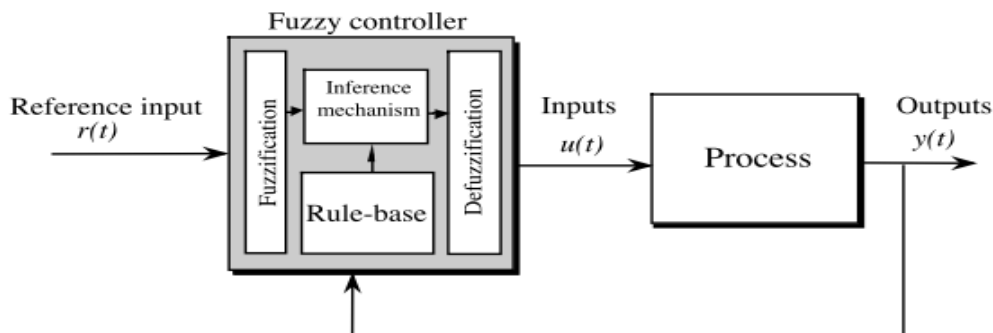 Fuzzy controller
Reference input
r(t)
Fuzzification
Inference
mechanism
Rule-base
Defuzzification
Inputs
u(t)
Process
Outputs
y(t)